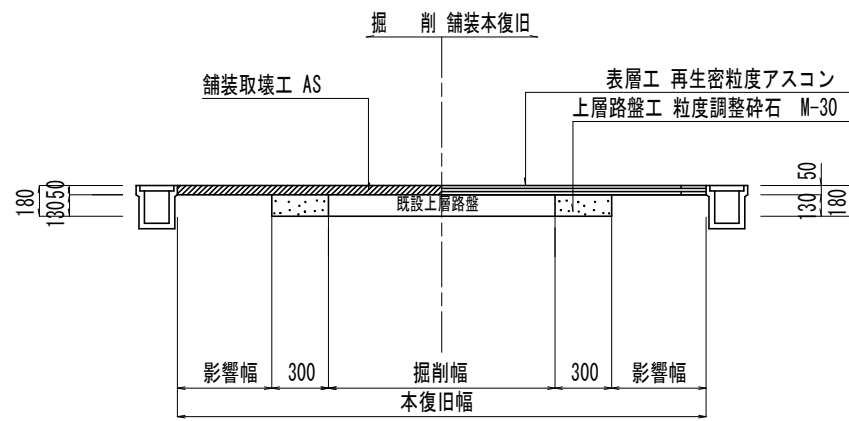 掘　削 舗装本復旧
舗装取壊工 AS
表層工 再生密粒度アスコン
上層路盤工 粒度調整砕石　M-30
180
50
130
既設上層路盤
50
130
180
影響幅
300
掘削幅
300
影響幅
本復旧幅